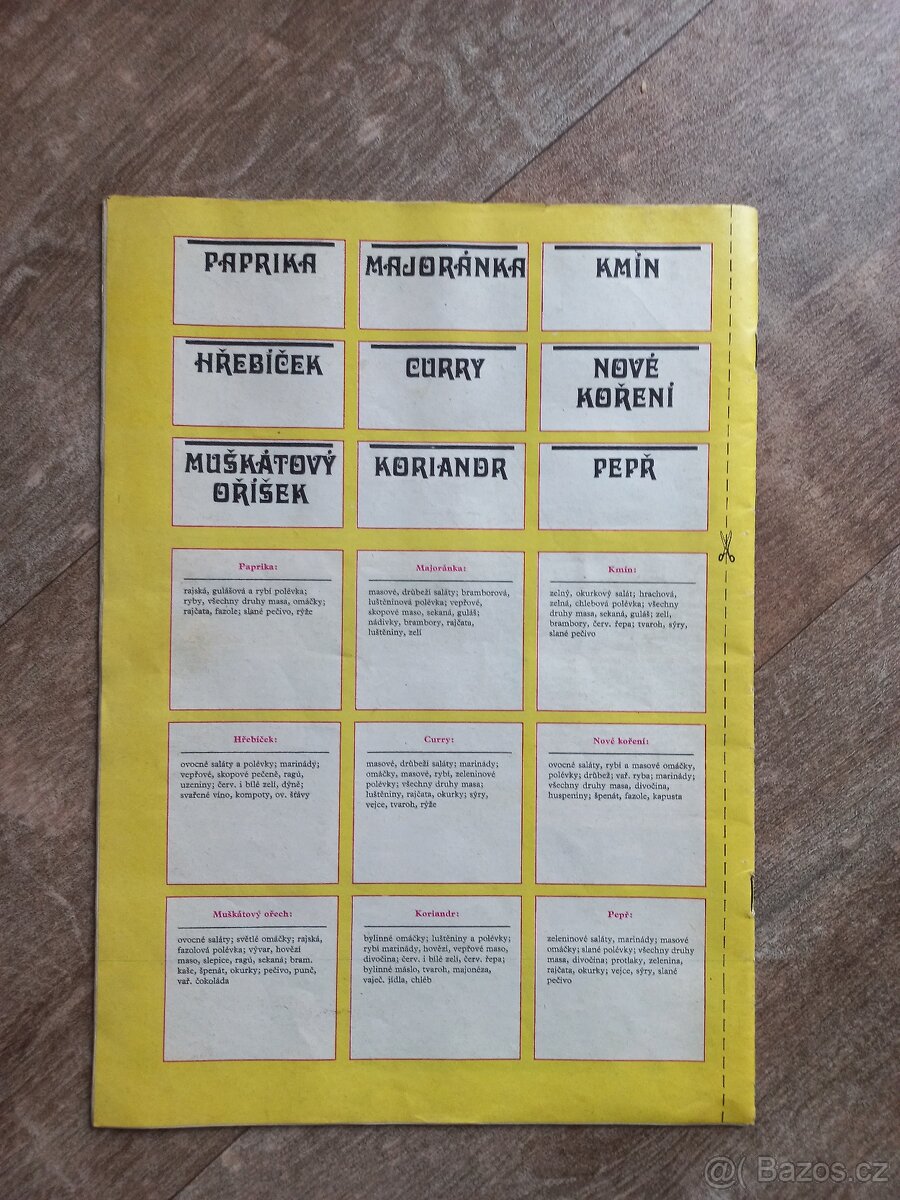 PAPRIKA
MAJORÁNKA
KMÍN
HŘEBÍČEK
CURRY
NOVÉ
KOŘENÍ
MUŠKÁTOVÝ
OŘÍŠEK
KORIANDR
PEPŘ
Paprika:
rajská, gulášová a rybí polévka;
ryby, všechny druhy masa, omáčky;
rajčata, fazole; slané pečivo, rýže
Majoránka:
masové, drůbeží saláty; bramborová,
luštěninová polévka; vepřové,
skopové maso, sekaná, guláš;
nádivky, brambory, rajčata,
luštěniny, zelí
Kmín:
zelný, okurkový salát; hrachová,
zelná, chlebová polévka; všechny
druhy masa, sekaná, guláš; zelí,
brambory, červ. řepa; tvaroh, sýry,
slané pečivo
Hřebíček:
ovocné saláty a polévky; marinády;
vepřové, skopové pečeně, ragú,
uzeniny; červ. i bílé zelí, dýně;
svařené víno, kompoty, ov. šťávy
Curry:
masové, drůbeží saláty; marinády;
omáčky, masové, rybí, zeleninové
polévky; všechny druhy masa;
luštěniny, rajčata, okurky; sýry,
vejce, tvaroh, rýže
Nové koření:
ovocné saláty, rybí a masové omáčky,
polévky; drůbež; vař. ryba; marinády;
všechny druhy masa, divočina,
huspeniny; špenát, fazole, kapusta
Muškátový ořech:
ovocné saláty; světlé omáčky; rajská,
fazolová polévka; vývar, hovězí
maso, slepice, ragú, sekaná; bram.
kaše, špenát, okurky; pečivo, punč,
vař. čokoláda
Koriandr:
bylinné omáčky; luštěniny a polévky;
rybí marinády, hovězí, vepřové maso,
divočina; červ. i bílé zelí, červ. řepa;
bylinné máslo, tvaroh, majonéza,
vaječ. jídla, chléb
Pepř:
zeleninové saláty, marinády; masové
omáčky; slané polévky; všechny druhy
masa, divočina; protlaky, zelenina,
rajčata, okurky; vejce, sýry, slané
pečivo
@( Bazos.cz